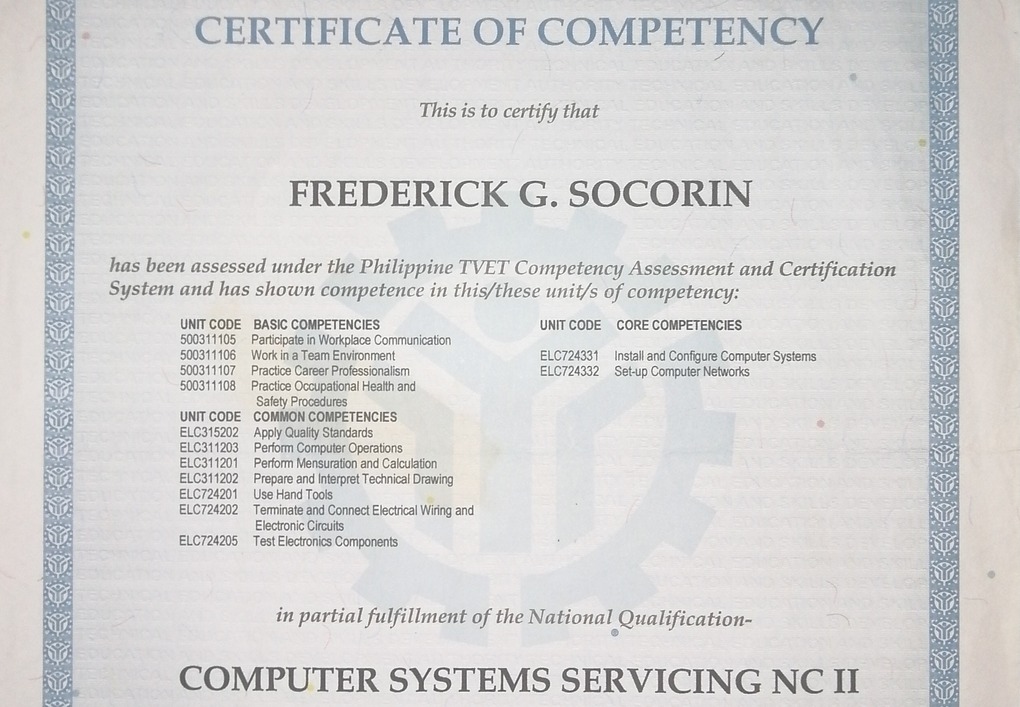 CERTIFICATE OF COMPETENCY
This is to certify that
FREDERICK G. SOCORIN
has been assessed under the Philippine TVET Competency Assessment and Certification
System and has shown competence in this/these unit/s of competency:
UNIT CODE BASIC COMPETENCIES
500311105 Participate in Workplace Communication
500311106 Work in a Team Environment
500311107 Practice Career Professionalism
500311108 Practice Occupational Health and
Safety Procedures
UNIT CODE COMMON COMPETENCIES
ELC315202 Apply Quality Standards
ELC311203 Perform Computer Operations
ELC311201 Perform Mensuration and Calculation
ELC311202 Prepare and Interpret Technical Drawing
ELC724201 Use Hand Tools
ELC724202 Terminate and Connect Electrical Wiring and
Electronic Circuits
ELC724205 Test Electronics Components
UNIT CODE CORE COMPETENCIES
ELC724331 Install and Configure Computer Systems
ELC724332 Set-up Computer Networks
in partial fulfillment of the National Qualification-
COMPUTER SYSTEMS SERVICING NC II